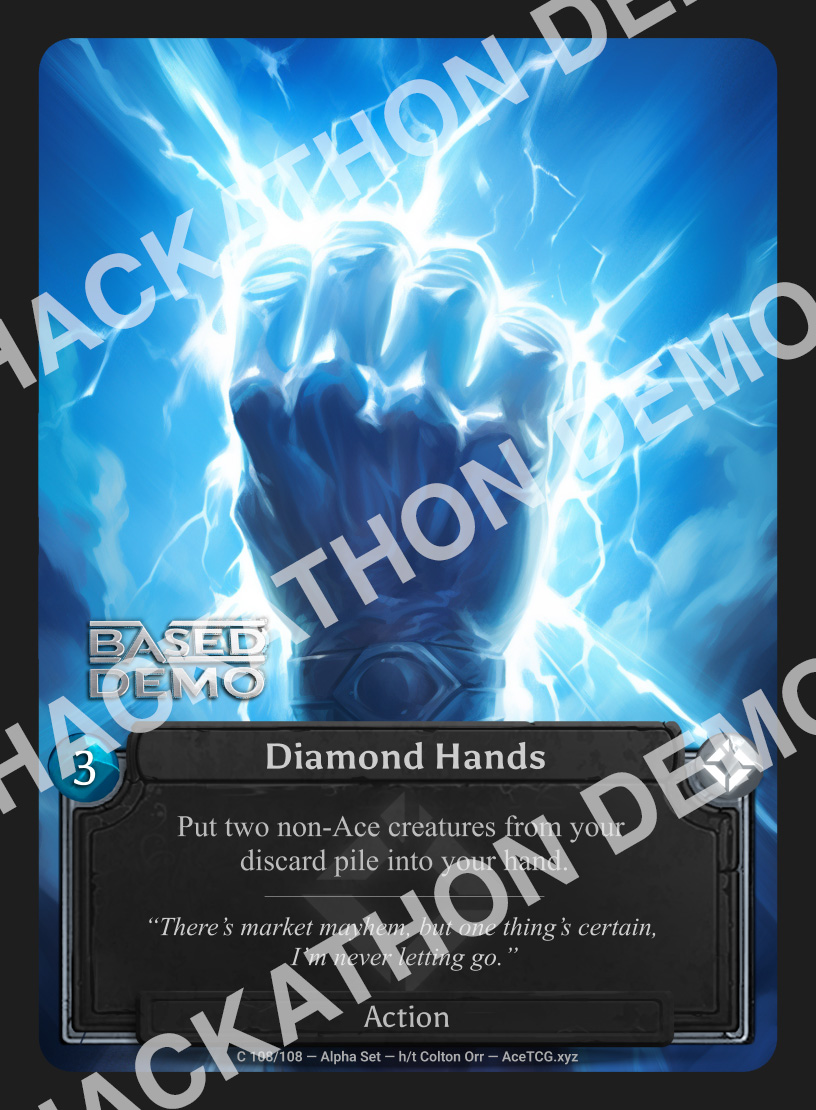 HACKATHON DEMO
HACKATHON DEMO
BASED
DEMO
HACKATHON DEMO
3
Diamond Hands
Put two non-Ace creatures from your
discard pile into your hand.
“There’s market mayhem, but one thing’s certain,
I’m never letting go.”
Action
C 108/108 — Alpha Set — h/t Colton Orr — AceTCG.xyz